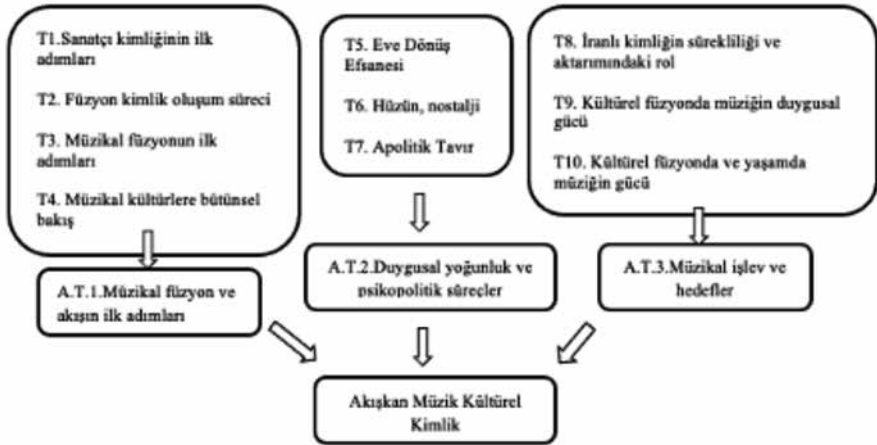 T1.Sanatçı kimliğinin ilk
adımları
T2. Füzyon kimlik oluşum süreci
T3. Müzikal füzyonun ilk
adımları
T4. Müzikal kültürlere bütünsel
bakış
T5. Eve Dönüş
Efsanesi
T6. Hüzün, nostalji
T7. Apolitik Tavır
T8. İranlı kimliğin sürekliliği ve
aktarımındaki rol
T9. Kültürel füzyonda müziğin duygusal
gücü
T10. Kültürel füzyonda ve yaşamda
müziğin gücü
A.T.1.Müzikal füzyon ve
akışın ilk adımları
A.T.2.Duygusal yoğunluk ve
psikopolitik süreçler
A.T.3.Müzikal işlev ve
hedefler
Akışkan Müzik Kültürel
Kimlik